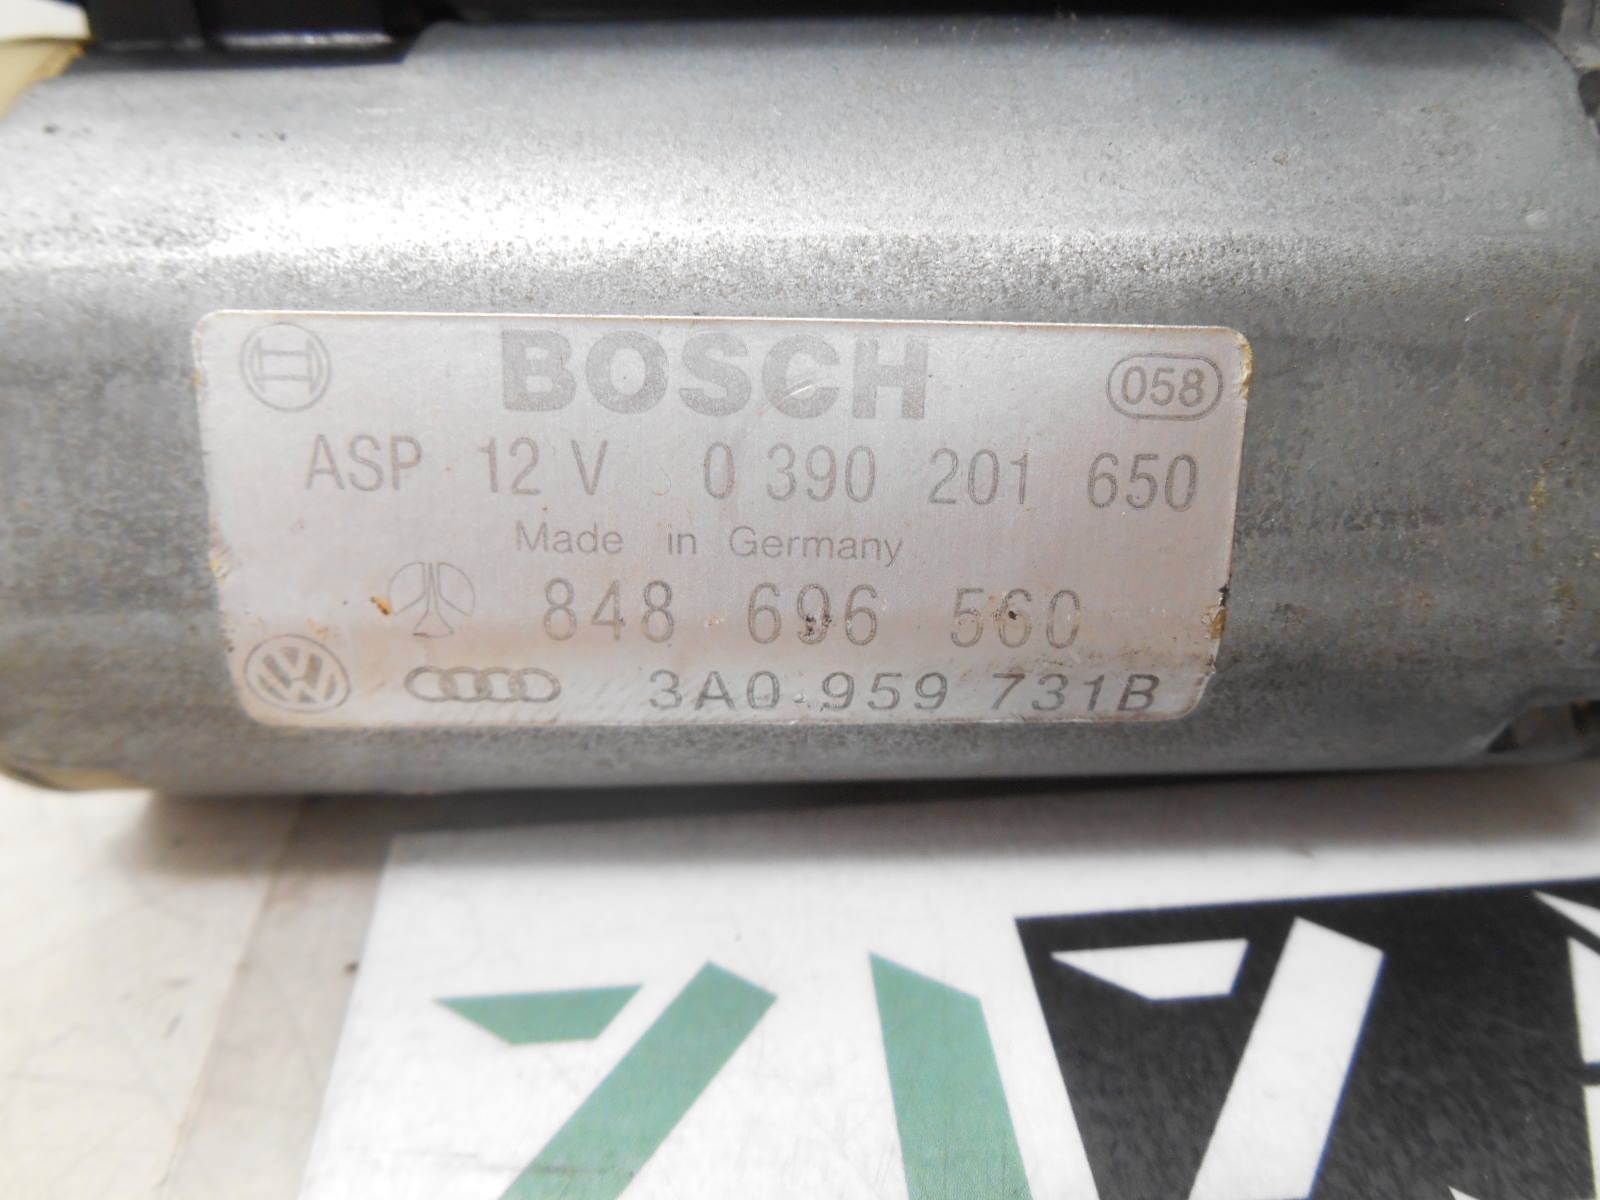 BOSCH 058
ASP 12 V 0 390 201 650
Made in Germany
848 696 560
3A0 959 731B